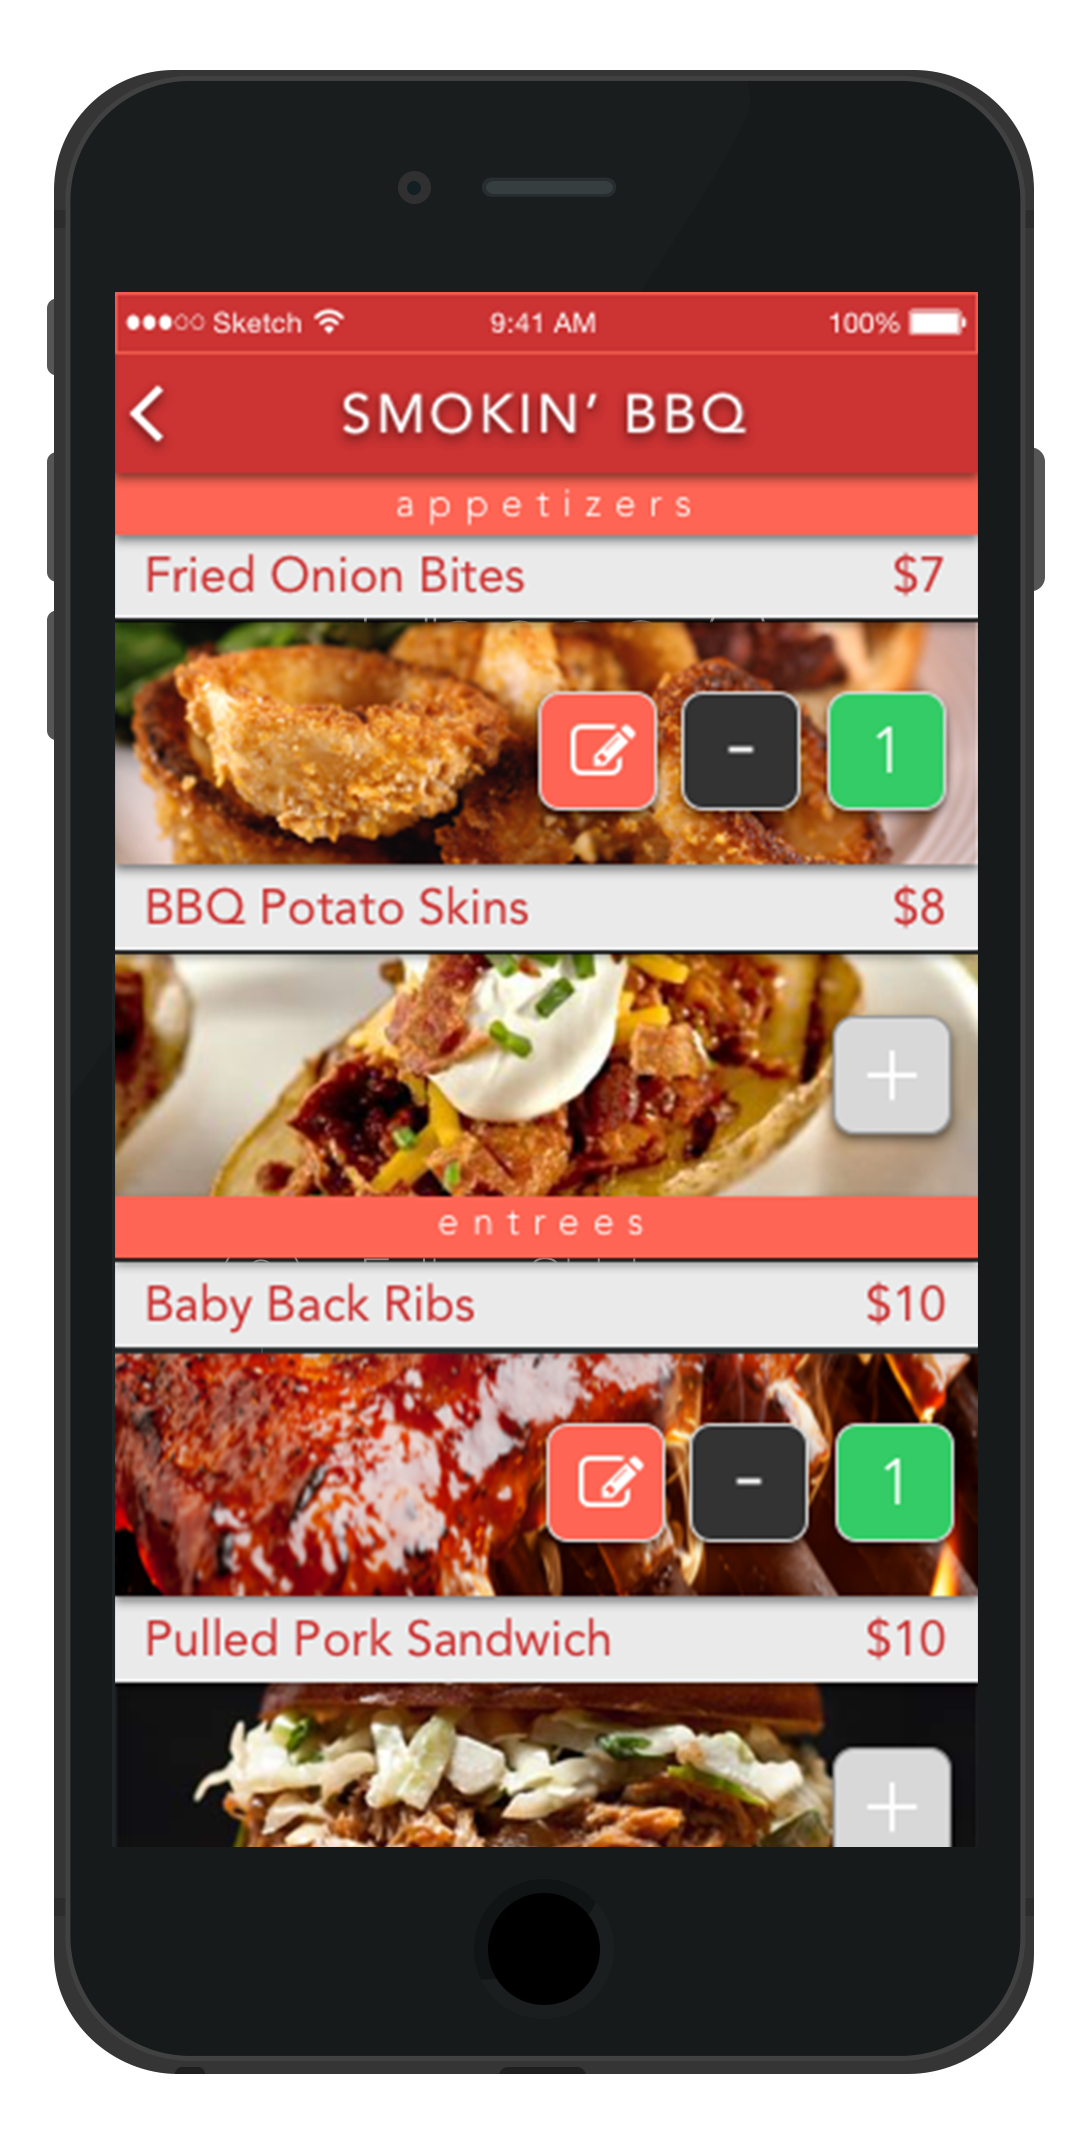 Sketch 9:41 AM 100%
SMOKIN’ BBQ
appetizers
Fried Onion Bites $7
- 1
BBQ Potato Skins $8
+
entrees
Baby Back Ribs $10
- 1
Pulled Pork Sandwich $10
+